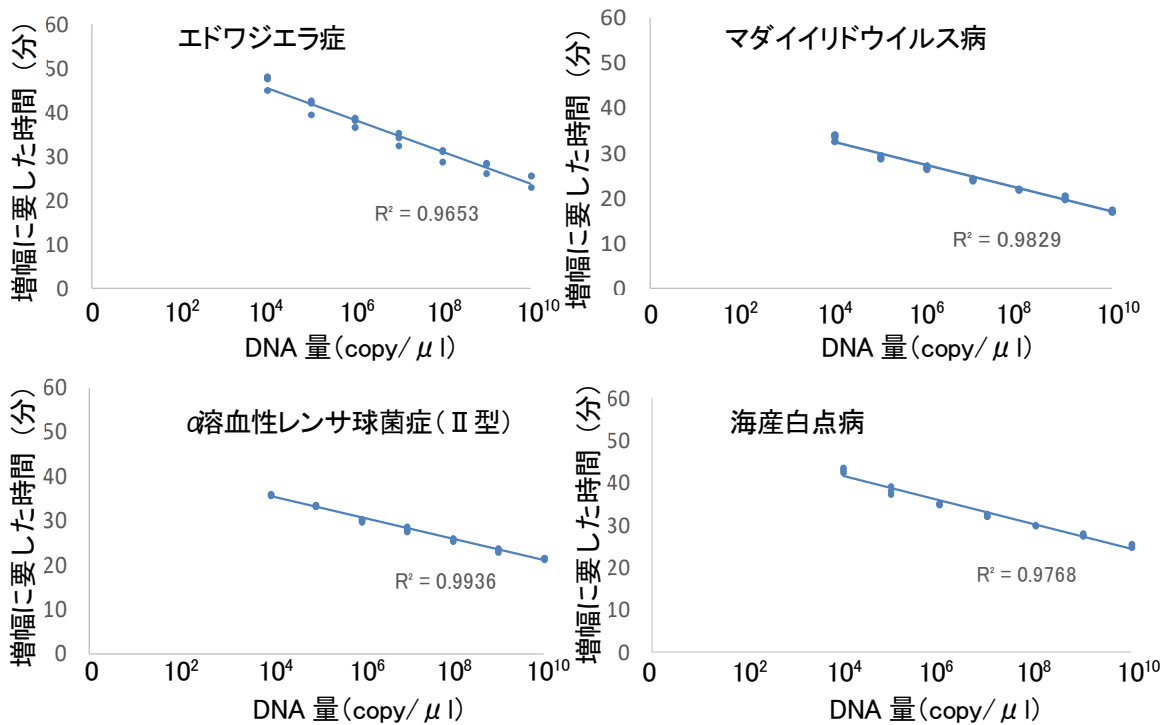 エドワジエラ症
増幅に要した時間（分）
60
50
40
30
20
10
0
R² = 0.9653
0 10² 10⁴ 10⁶ 10⁸ 10¹⁰
DNA 量（copy/μl）
マダイイリドウイルス病
増幅に要した時間（分）
60
50
40
30
20
10
0
R² = 0.9829
0 10² 10⁴ 10⁶ 10⁸ 10¹⁰
DNA 量（copy/μl）
α溶血性レンサ球菌症（Ⅱ型）
増幅に要した時間（分）
60
50
40
30
20
10
0
R² = 0.9936
0 10² 10⁴ 10⁶ 10⁸ 10¹⁰
DNA 量（copy/μl）
海産白点病
増幅に要した時間（分）
60
50
40
30
20
10
0
R² = 0.9768
0 10² 10⁴ 10⁶ 10⁸ 10¹⁰
DNA 量（copy/μl）